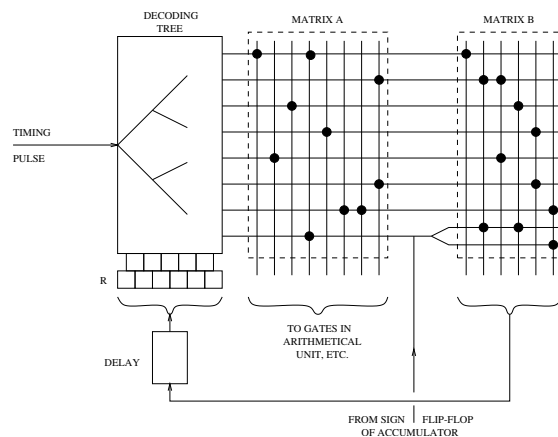 DECODING
TREE
MATRIX A
MATRIX B
TIMING
PULSE
R
TO GATES IN
ARITHMETICAL
UNIT, ETC.
DELAY
FROM SIGN FLIP-FLOP
OF ACCUMULATOR